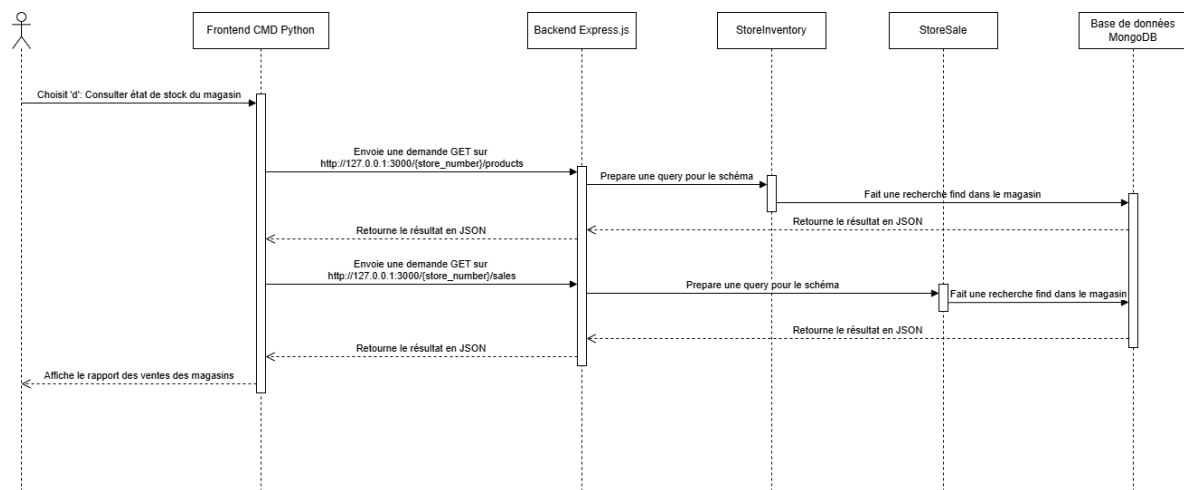 Frontend CMD Python
Backend Express.js
StoreInventory
StoreSale
Base de données
MongoDB
Choisit 'd': Consulter état de stock du magasin
Envoie une demande GET sur
http://127.0.0.1:3000/{store_number}/products
Prepare une query pour le schéma
Fait une recherche find dans le magasin
Retourne le résultat en JSON
Retourne le résultat en JSON
Envoie une demande GET sur
http://127.0.0.1:3000/{store_number}/sales
Prepare une query pour le schéma
Fait une recherche find dans le magasin
Retourne le résultat en JSON
Retourne le résultat en JSON
Affiche le rapport des ventes des magasins